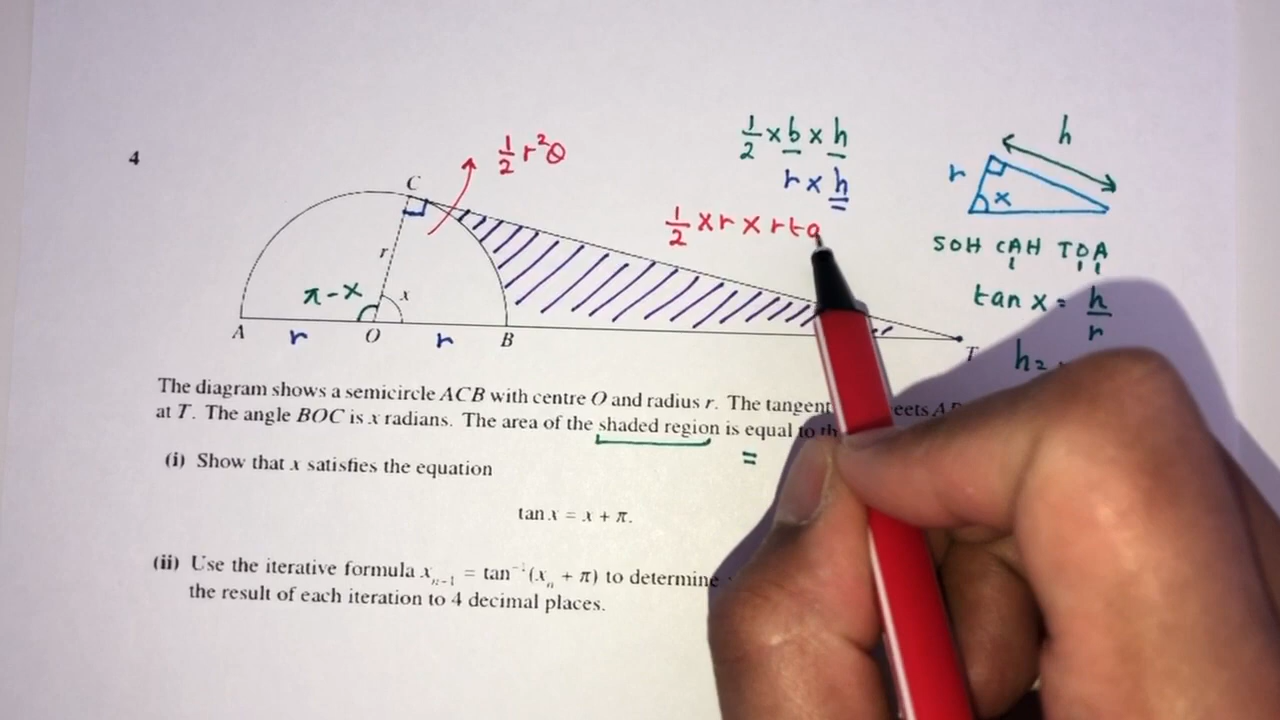 4
C
½r²θ
½×b×h
r×h
½×r×rta
r
π-x
x
A
r
O
r
B
T
h
r
x
SOH CAH TOA
tan x = h/r
h =
The diagram shows a semicircle ACB with centre O and radius r. The tangent
at T. The angle BOC is x radians. The area of the shaded region is equal to
=
(i) Show that x satisfies the equation
tan x = x + π.
(ii) Use the iterative formula xₙ₋₁ = tan⁻¹(xₙ + π) to determine
the result of each iteration to 4 decimal places.